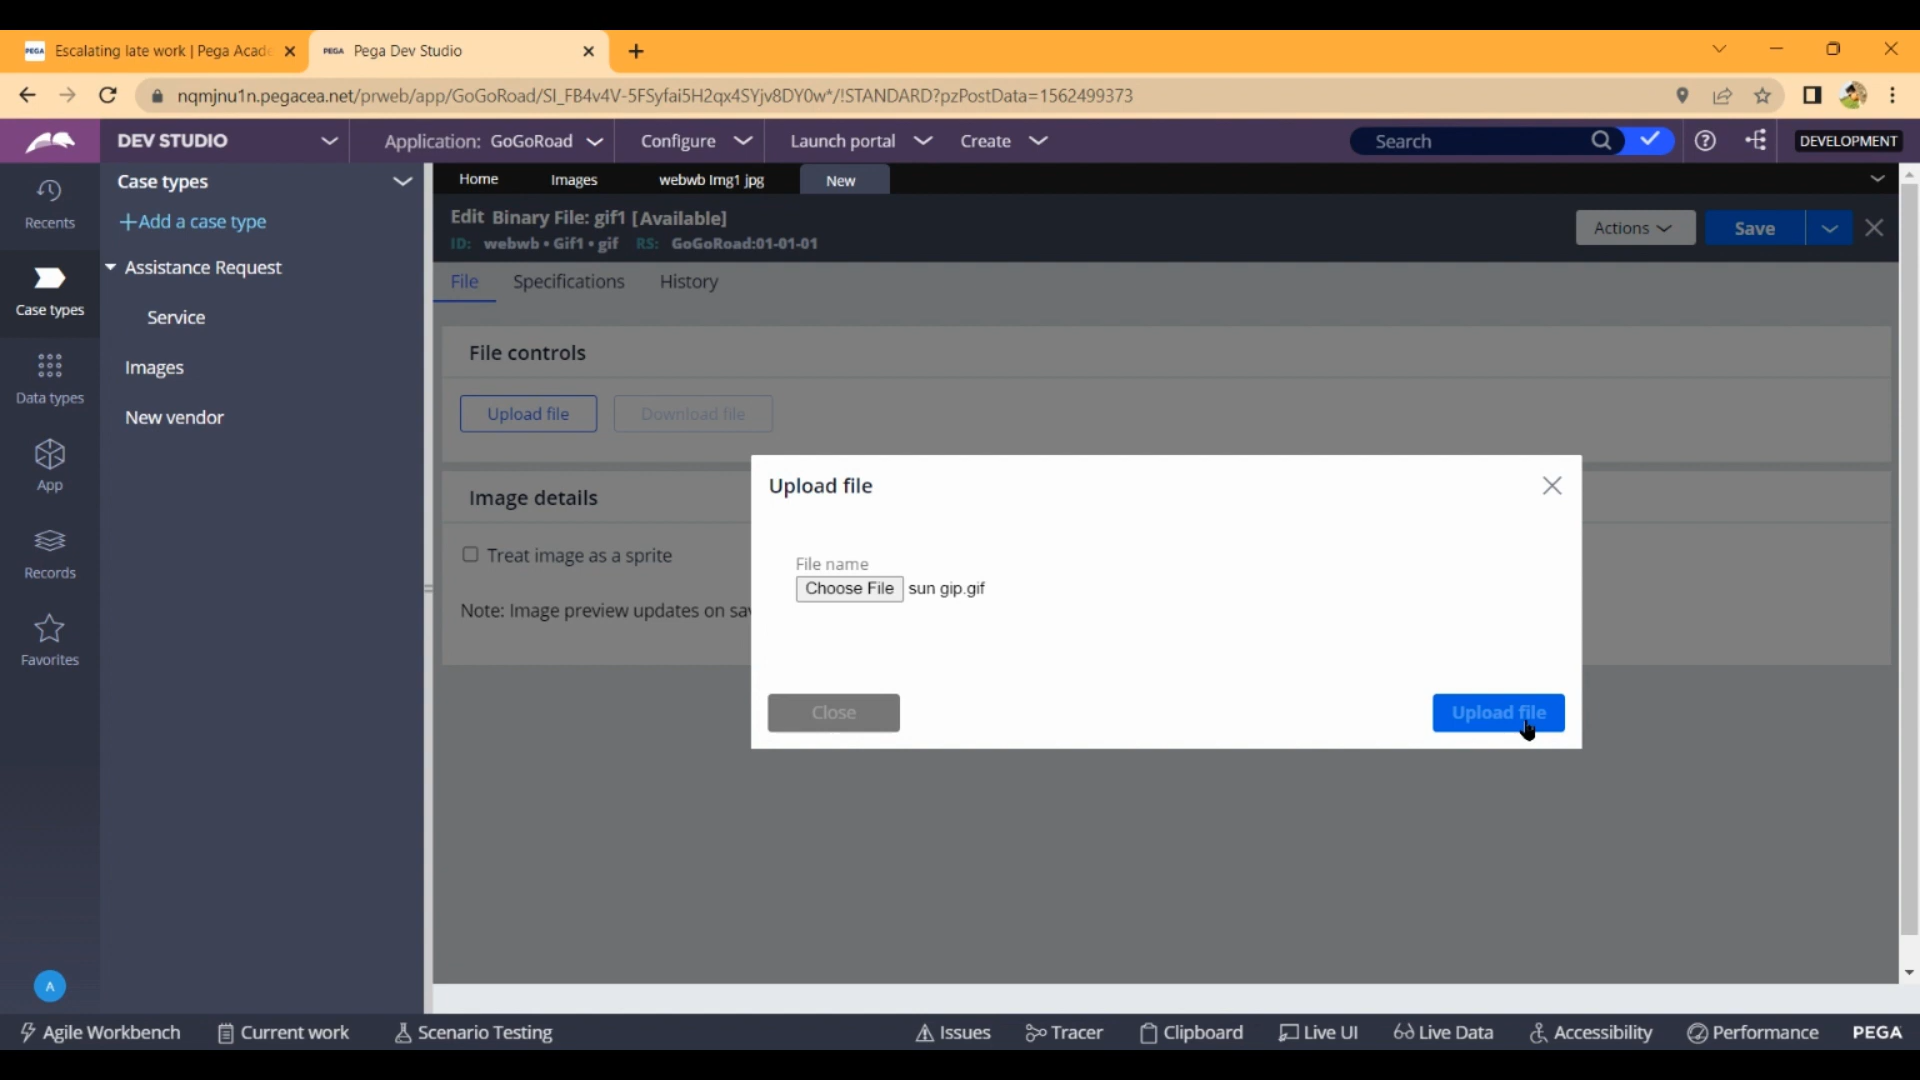 PEGA Escalating late work | Pega Acade
PEGA Pega Dev Studio
nqmjnu1n.pegacea.net/prweb/app/GoGoRoad/SI_FB4v4V-5FSyfai5H2qx4SYjv8DY0w*/!STANDARD?pzPostData=1562499373
DEV STUDIO
Application: GoGoRoad
Configure
Launch portal
Create
Search
DEVELOPMENT
Recents
Case types
Data types
App
Records
Favorites
A
Case types
+Add a case type
Assistance Request
Service
Images
New vendor
Home
Images
webwb Img1 jpg
New
Edit Binary File: gif1 [Available]
ID: webwb • Gif1 • gif RS: GoGoRoad:01-01-01
Actions
Save
File
Specifications
History
File controls
Upload file
Download file
Image details
Treat image as a sprite
Note: Image preview updates on sav
Upload file
File name
Choose File sun gip.gif
Close
Upload file
Agile Workbench
Current work
Scenario Testing
Issues
Tracer
Clipboard
Live UI
Live Data
Accessibility
Performance
PEGA